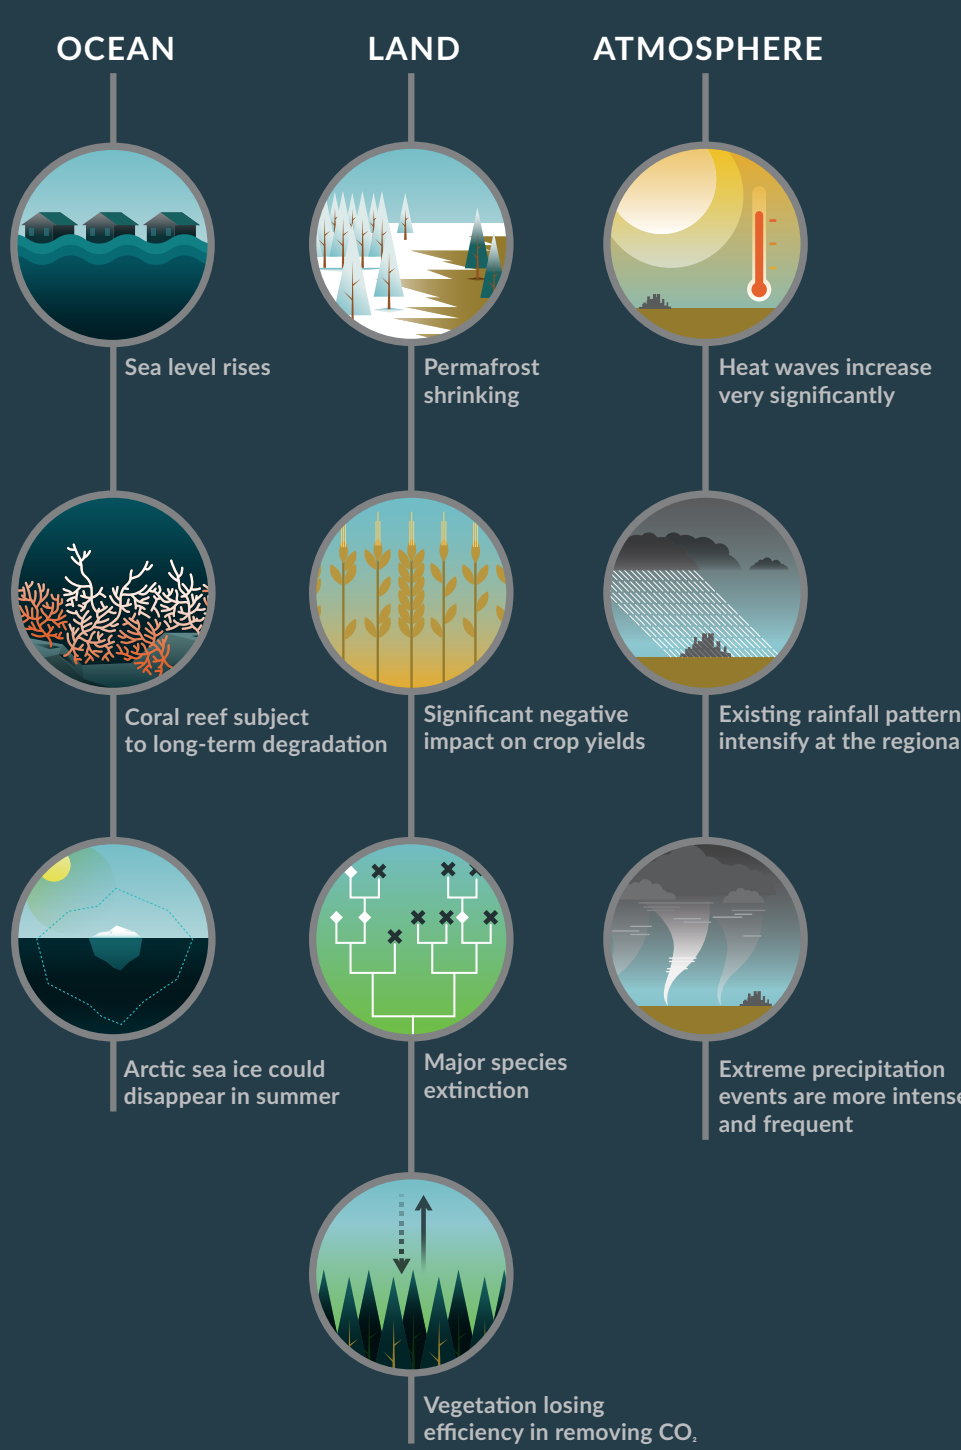 OCEAN
LAND
ATMOSPHERE
Sea level rises
Permafrost
shrinking
Heat waves increase
very significantly
Coral reef subject
to long-term degradation
Significant negative
impact on crop yields
Existing rainfall pattern
intensify at the regiona
Arctic sea ice could
disappear in summer
Major species
extinction
Extreme precipitation
events are more intense
and frequent
Vegetation losing
efficiency in removing CO₂